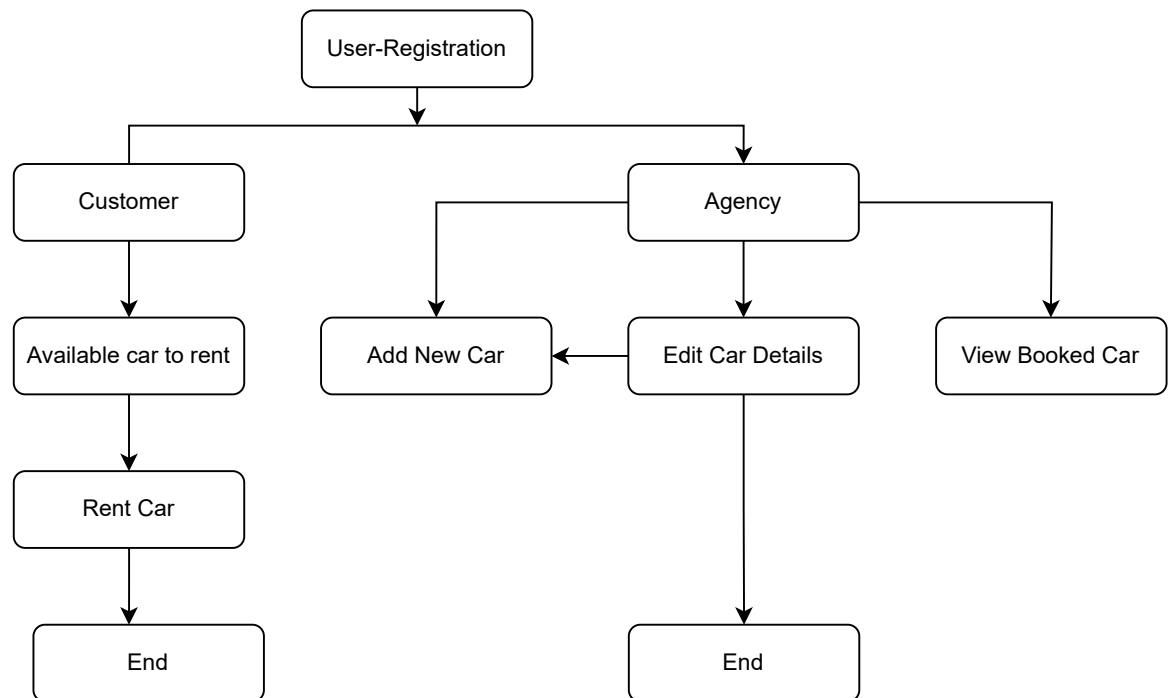 User-Registration
Customer
Agency
Available car to rent
Add New Car
Edit Car Details
View Booked Car
Rent Car
End
End